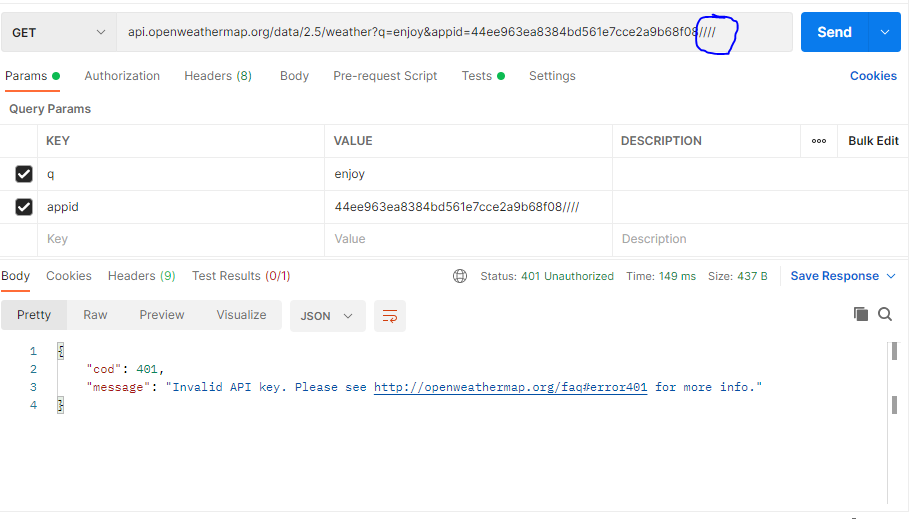 GET api.openweathermap.org/data/2.5/weather?q=enjoy&appid=44ee963ea8384bd561e7cce2a9b68f08//// Send
Params Authorization Headers (8) Body Pre-request Script Tests Settings Cookies
Query Params
KEY VALUE DESCRIPTION ooo Bulk Edit
q enjoy
appid 44ee963ea8384bd561e7cce2a9b68f08////
Key Value Description
Body Cookies Headers (9) Test Results (0/1) Status: 401 Unauthorized Time: 149 ms Size: 437 B Save Response
Pretty Raw Preview Visualize JSON
1 {
2 "cod": 401,
3 "message": "Invalid API key. Please see http://openweathermap.org/faq#error401 for more info."
4 }